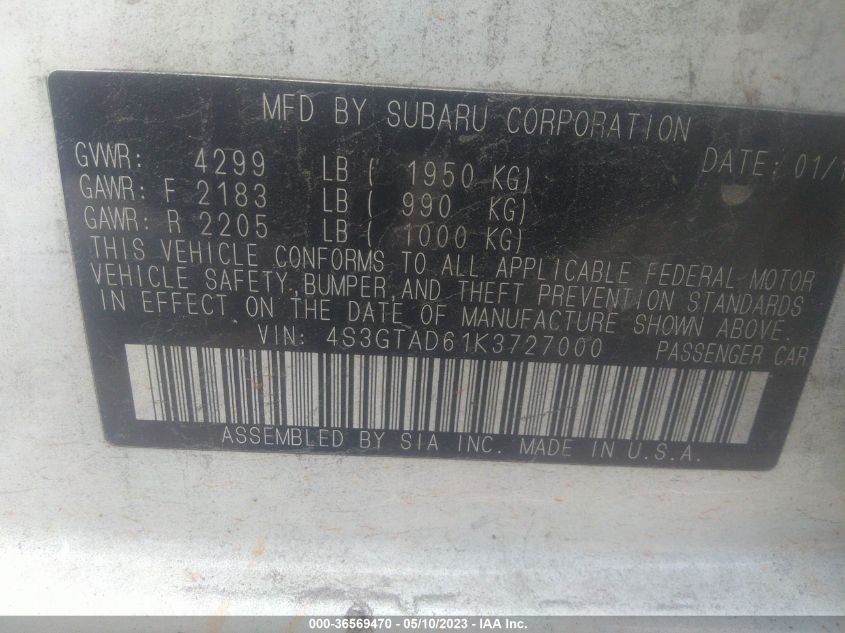 MFD BY SUBARU CORPORATION
GVWR: 4299 LB ( 1950 KG) DATE: 01/1
GAWR: F 2183 LB ( 990 KG)
GAWR: R 2205 LB ( 1000 KG)
THIS VEHICLE CONFORMS TO ALL APPLICABLE FEDERAL MOTOR
VEHICLE SAFETY, BUMPER, AND THEFT PREVENTION STANDARDS
IN EFFECT ON THE DATE OF MANUFACTURE SHOWN ABOVE.
VIN: 4S3GTAD61K3727000 PASSENGER CAR
ASSEMBLED BY SIA INC. MADE IN U.S.A.
000-36569470 - 05/10/2023 - IAA Inc.